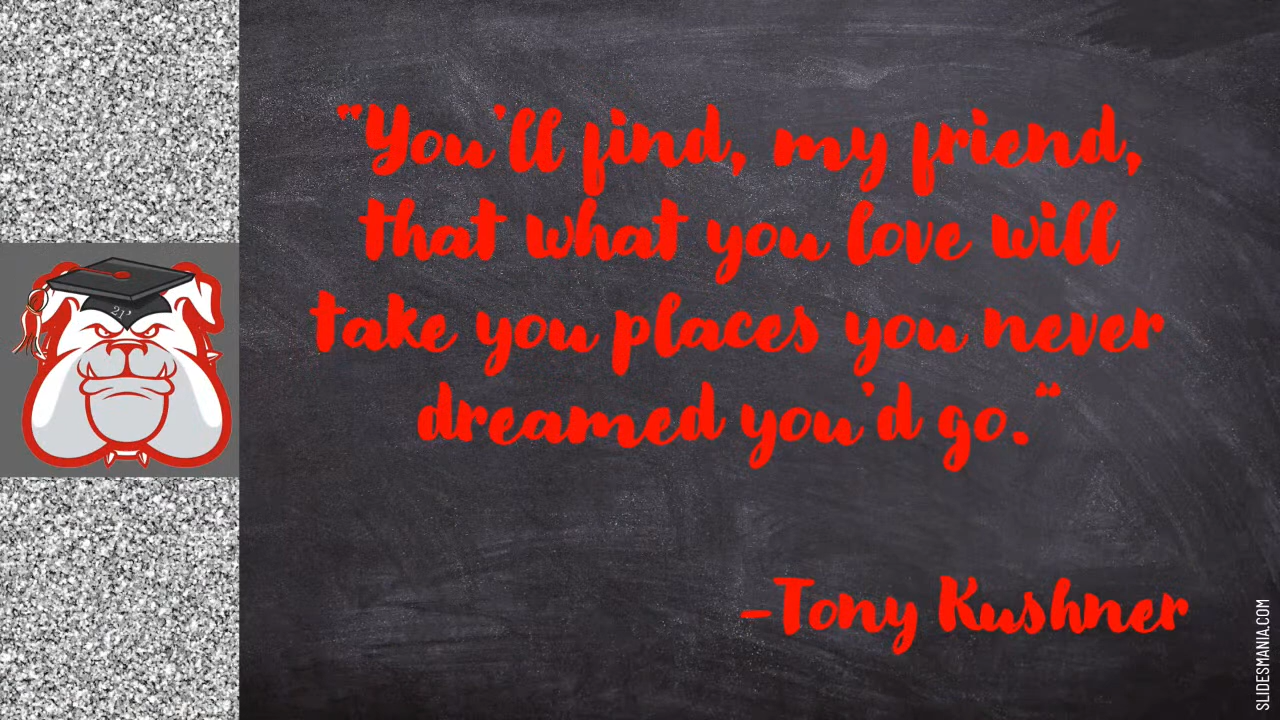 "You'll find, my friend,
that what you love will
take you places you never
dreamed you'd go."
-Tony Kushner
SLIDESMANIA.COM